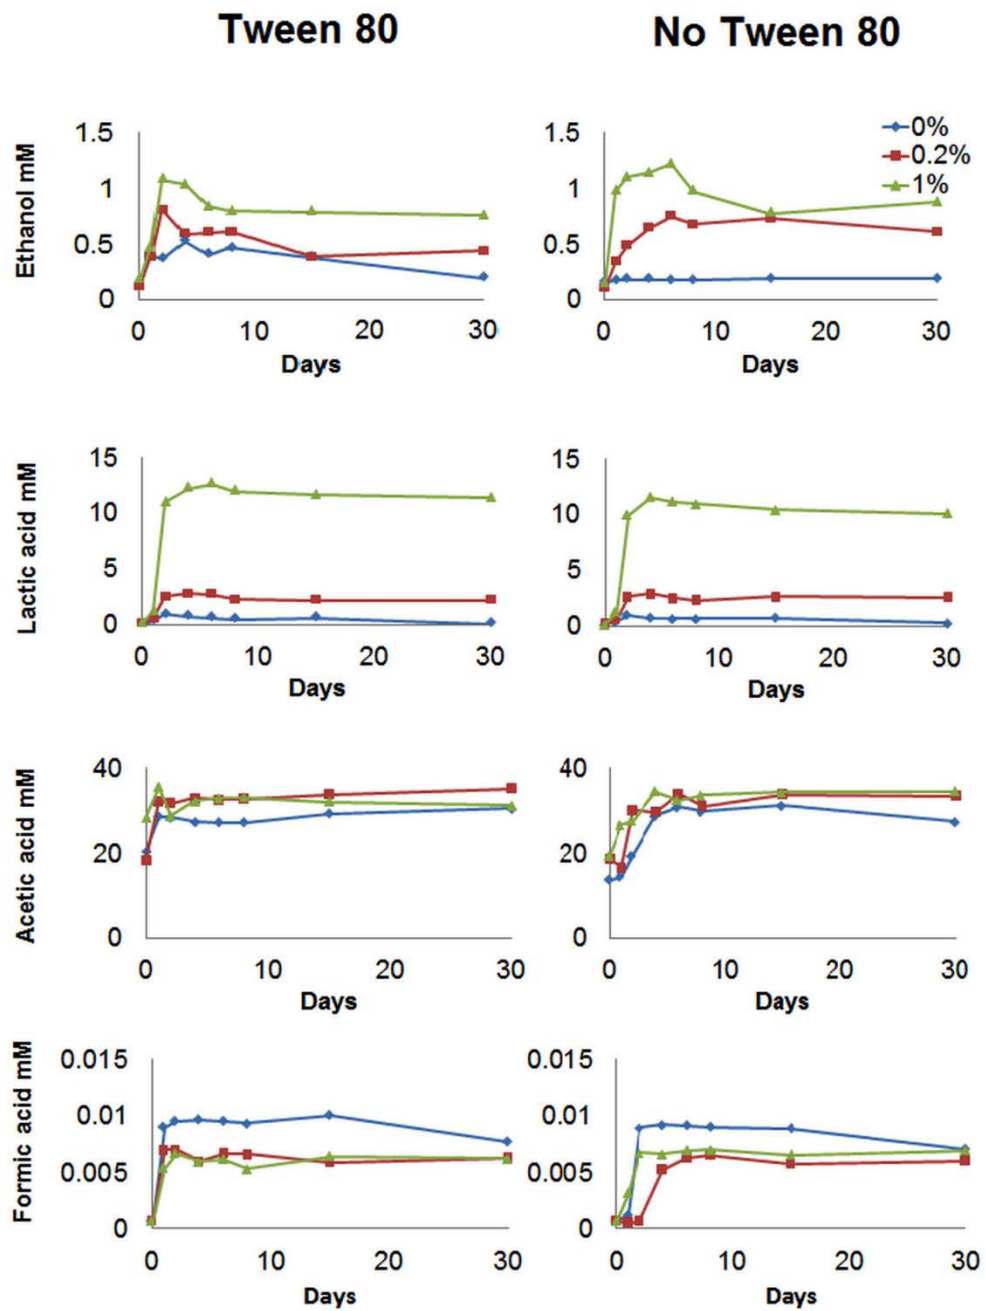 Tween 80
No Tween 80
Ethanol mM
1.5
1
0.5
0
0 10 20 30
Days
1.5
1
0.5
0
0 10 20 30
Days
0%
0.2%
1%
Lactic acid mM
15
10
5
0
0 10 20 30
Days
15
10
5
0
0 10 20 30
Days
Acetic acid mM
40
20
0
0 10 20 30
Days
40
20
0
0 10 20 30
Days
Formic acid mM
0.015
0.01
0.005
0
0 10 20 30
Days
0.015
0.01
0.005
0
0 10 20 30
Days